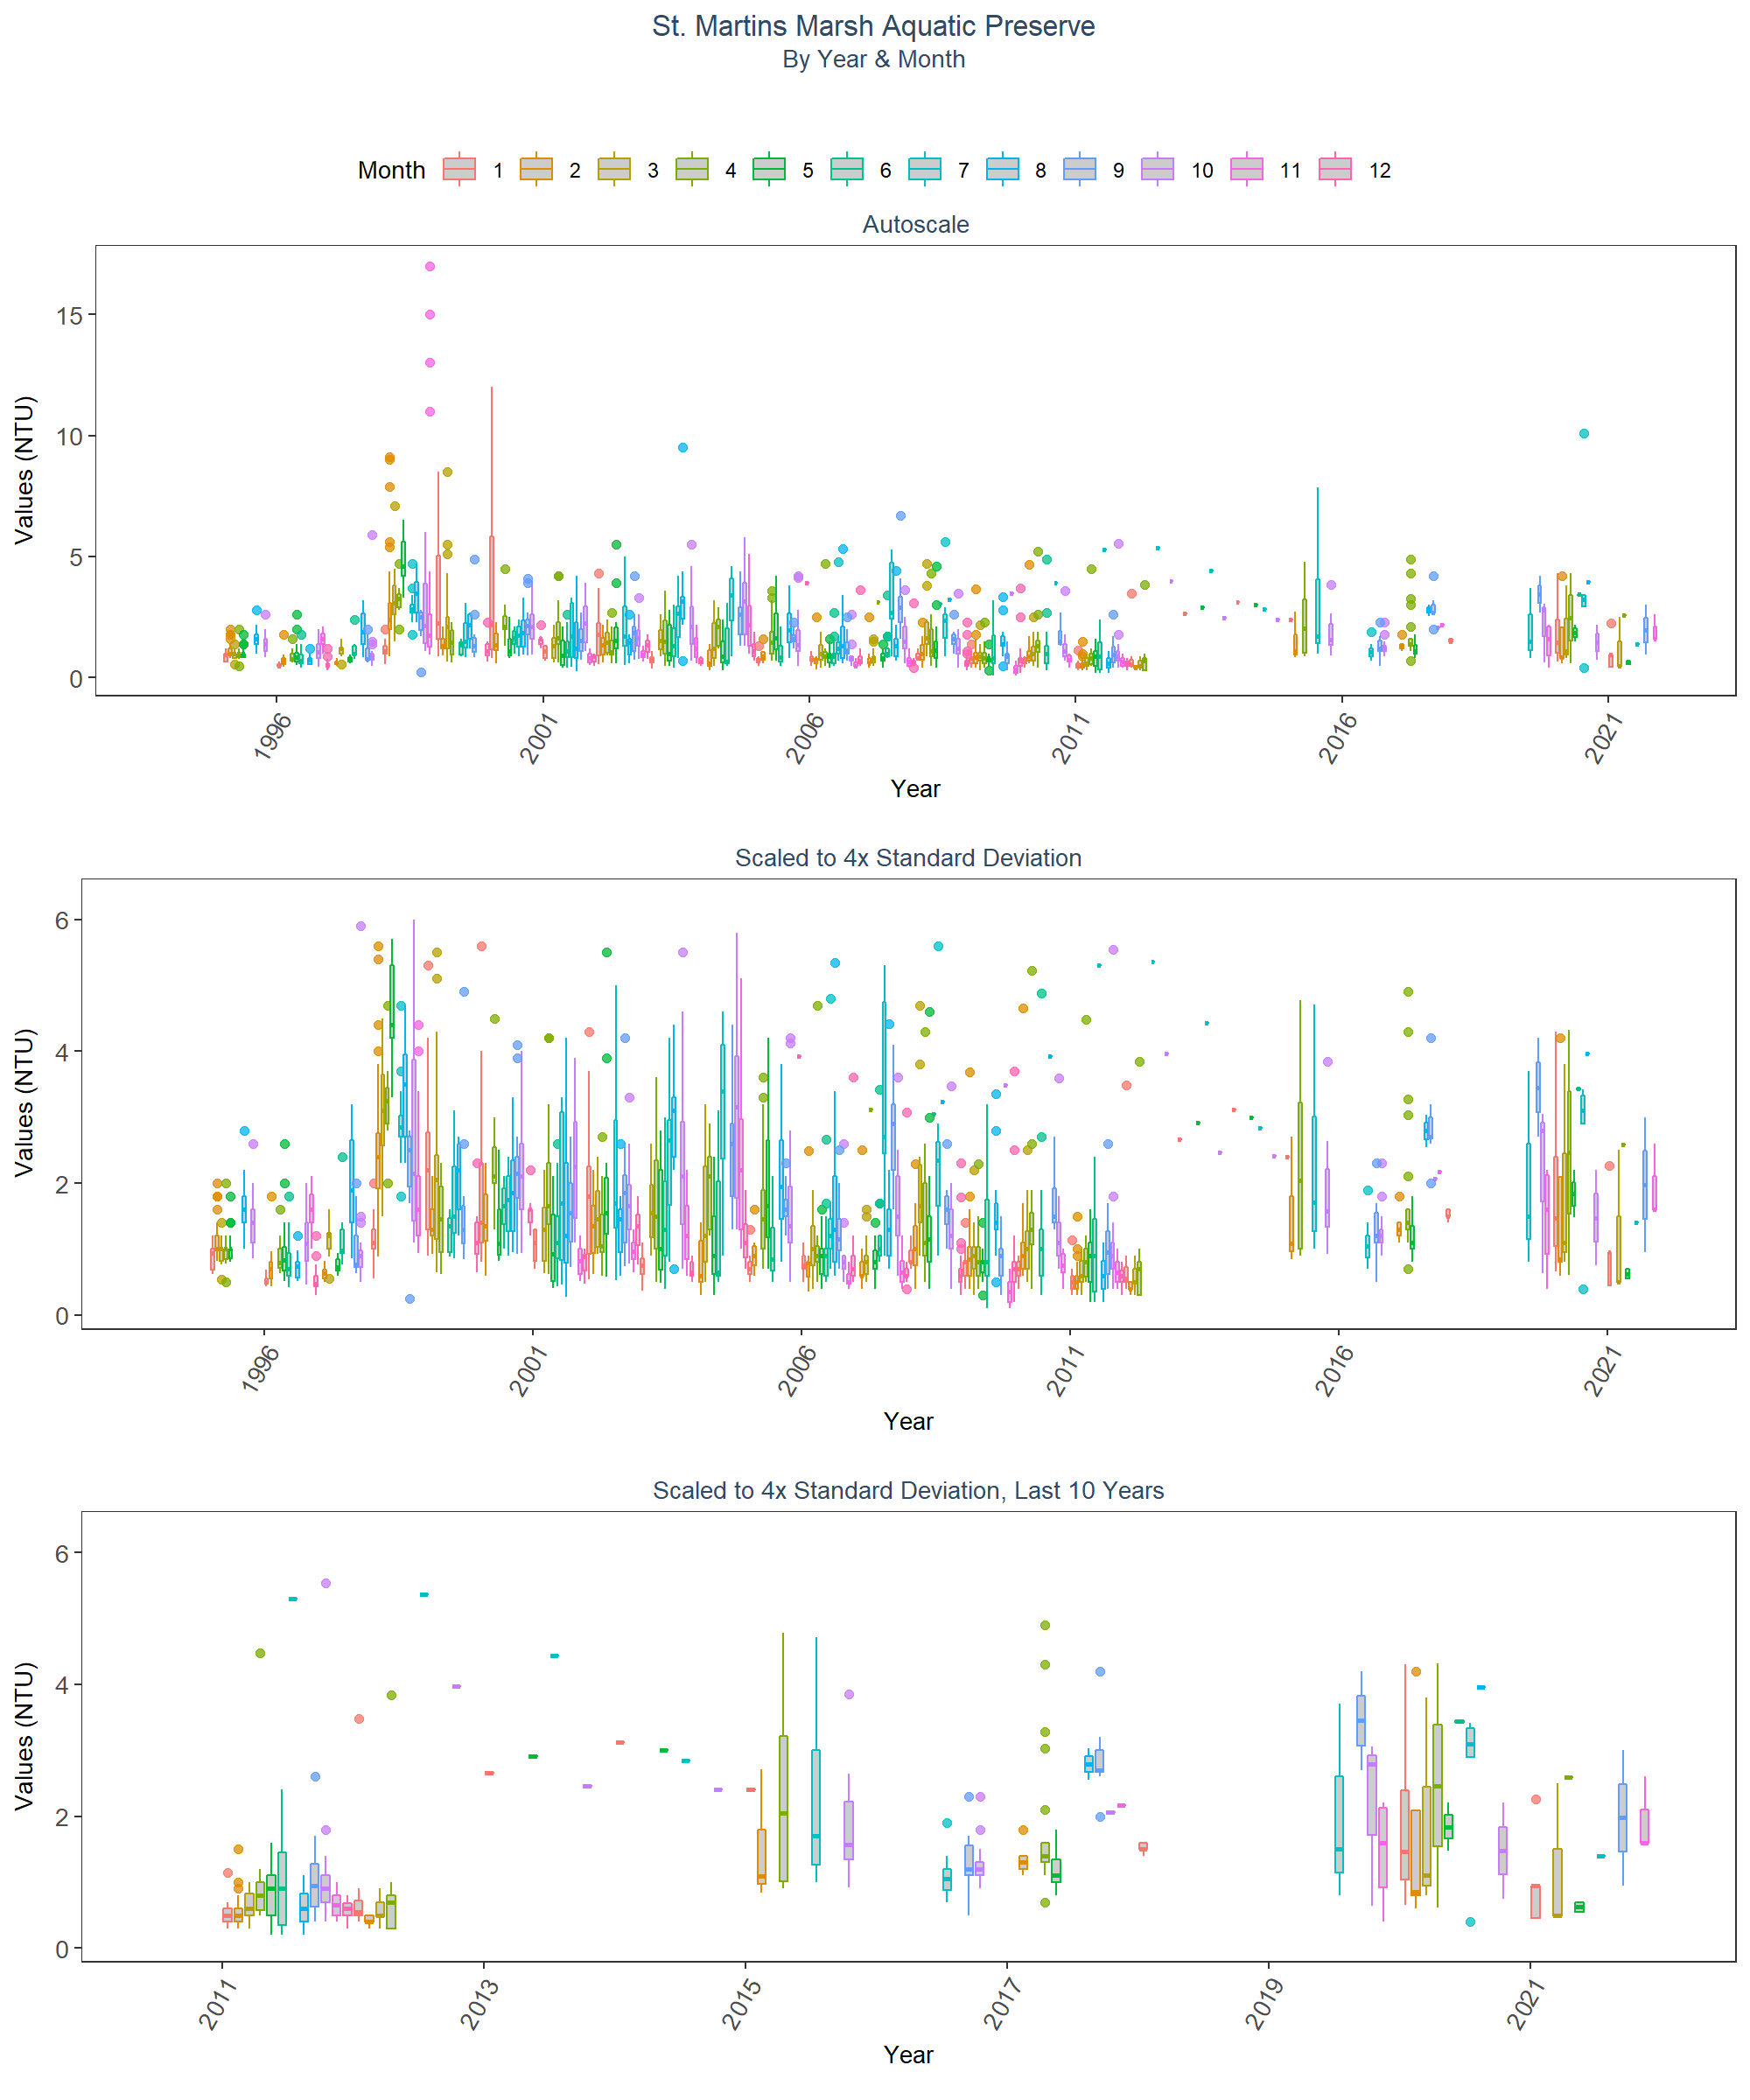 St. Martins Marsh Aquatic Preserve
By Year & Month
Month 1 2 3 4 5 6 7 8 9 10 11 12
Autoscale
Values (NTU)
15
10
5
0
1996 2001 2006 2011 2016 2021
Year
Scaled to 4x Standard Deviation
Values (NTU)
6
4
2
0
1996 2001 2006 2011 2016 2021
Year
Scaled to 4x Standard Deviation, Last 10 Years
Values (NTU)
6
4
2
0
2011 2013 2015 2017 2019 2021
Year